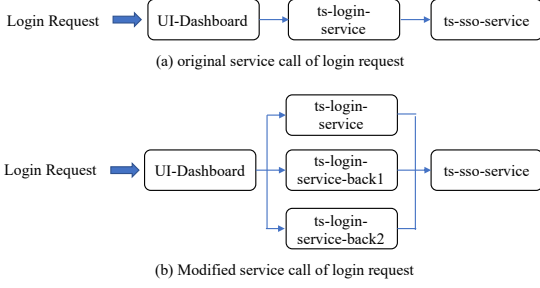 Login Request
UI-Dashboard
ts-login-
service
ts-sso-service
(a) original service call of login request
Login Request
UI-Dashboard
ts-login-
service
ts-login-
service-back1
ts-login-
service-back2
ts-sso-service
(b) Modified service call of login request